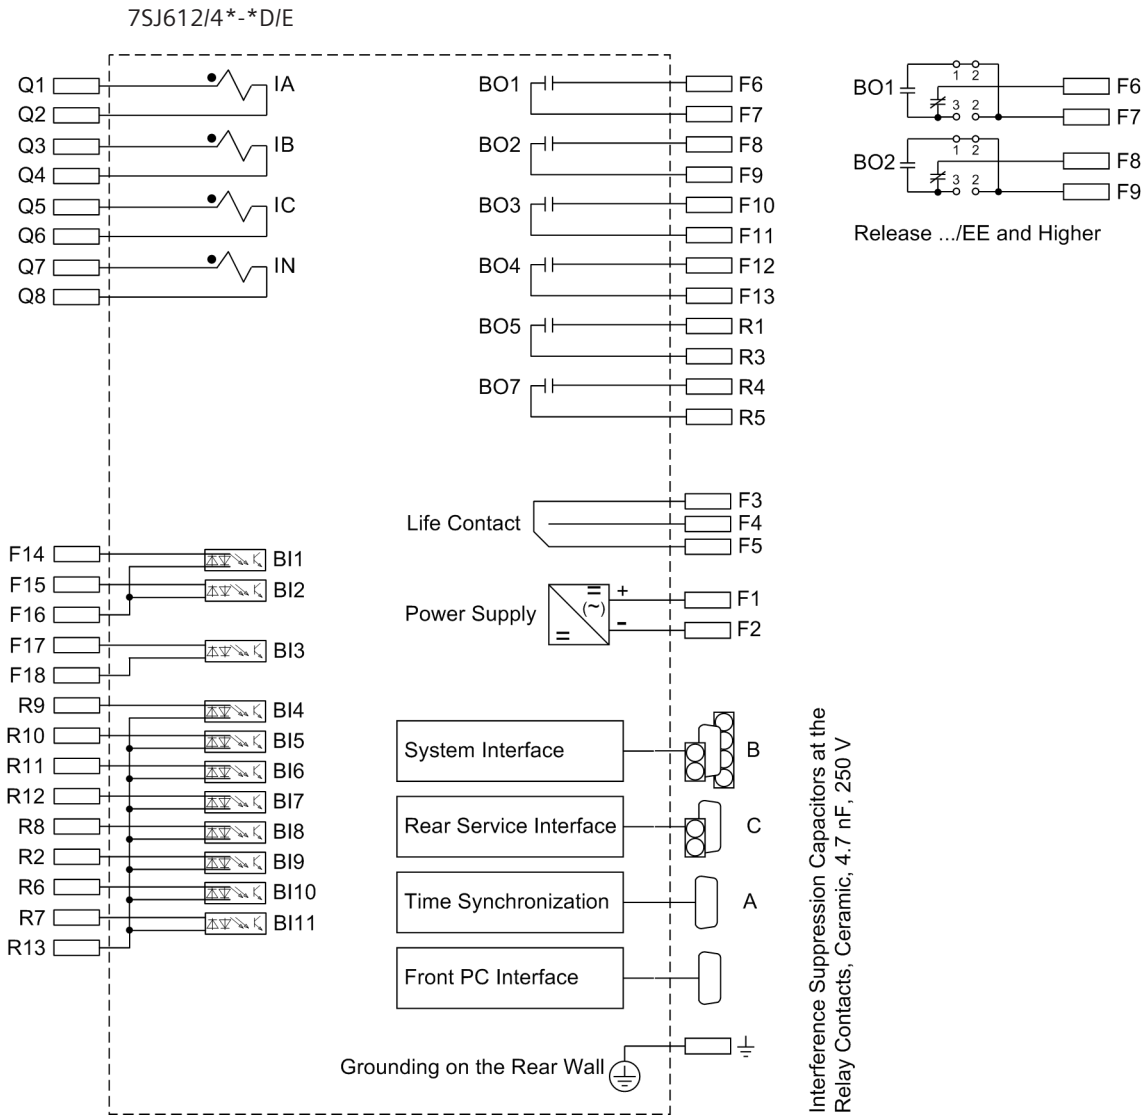 7SJ612/4*-*D/E
Q1
IA
Q2
Q3
IB
Q4
Q5
IC
Q6
Q7
IN
Q8
BO1
F6
F7
BO2
F8
F9
BO3
F10
F11
BO4
F12
F13
BO5
R1
R3
BO7
R4
R5
BO1
1 2
3 2
F6
F7
BO2
1 2
3 2
F8
F9
Release .../EE and Higher
Life Contact
F3
F4
F5
Power Supply
=
(~)
=
+
-
F1
F2
F14
BI1
F15
BI2
F16
F17
BI3
F18
R9
BI4
R10
BI5
R11
BI6
R12
BI7
R8
BI8
R2
BI9
R6
BI10
R7
BI11
R13
System Interface
B
Rear Service Interface
C
Time Synchronization
A
Front PC Interface
Grounding on the Rear Wall
Interference Suppression Capacitors at the
Relay Contacts, Ceramic, 4.7 nF, 250 V